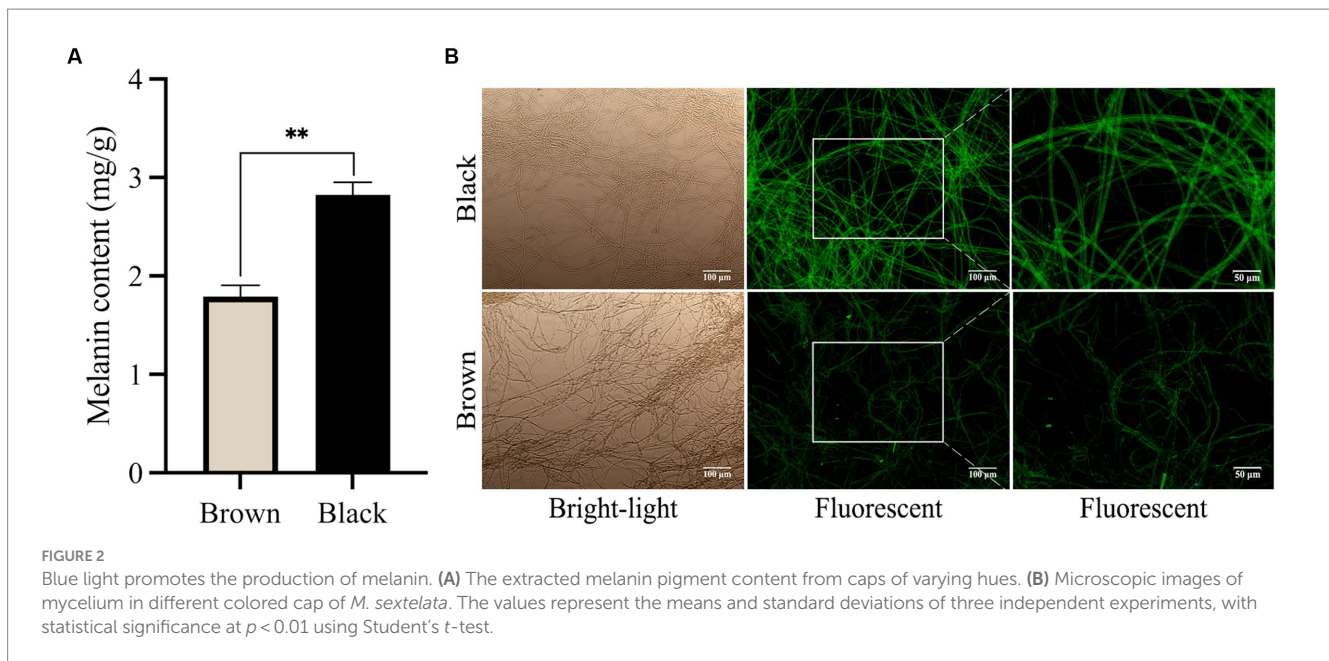 A
B
4
3
2
1
0
Melanin content (mg/g)
**
Brown
Black
Black
Brown
100 µm
100 µm
50 µm
100 µm
100 µm
50 µm
Bright-light
Fluorescent
Fluorescent
FIGURE 2
Blue light promotes the production of melanin. (A) The extracted melanin pigment content from caps of varying hues. (B) Microscopic images of
mycelium in different colored cap of M. sextelata. The values represent the means and standard deviations of three independent experiments, with
statistical significance at p < 0.01 using Student’s t-test.